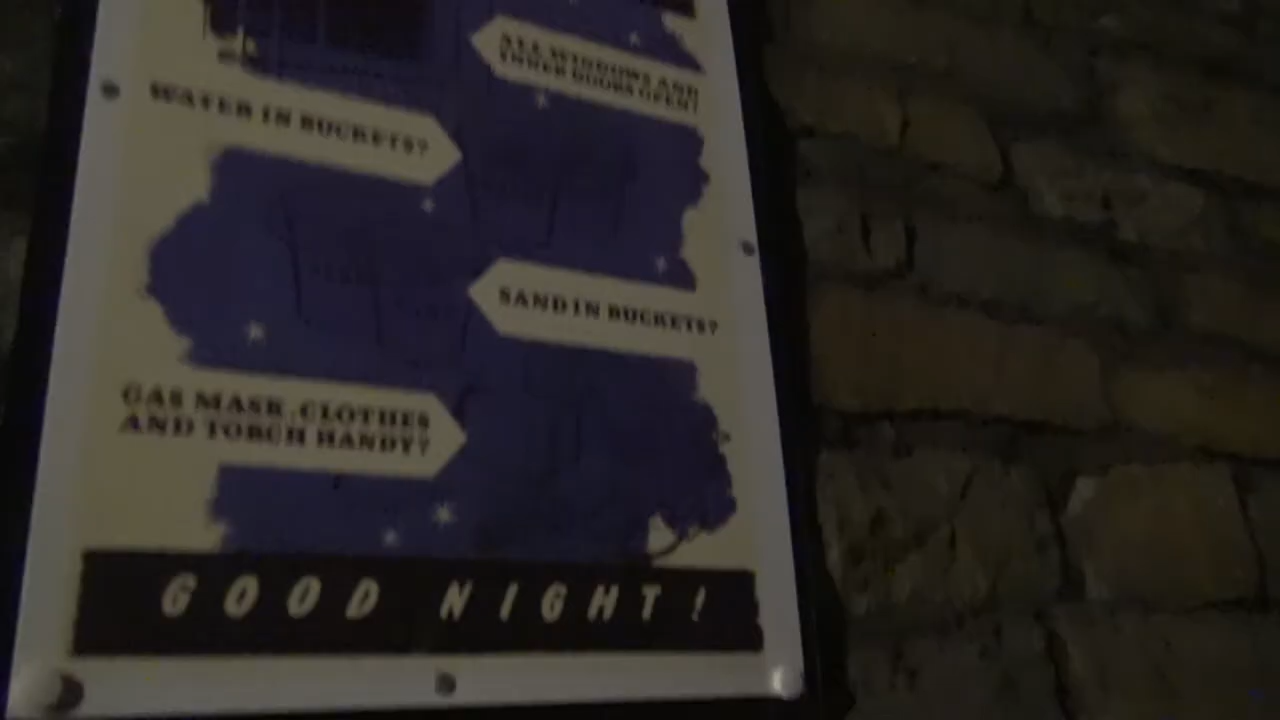 ALL WINDOWS AND
INNER DOORS OPEN?
WATER IN BUCKETS?
SAND IN BUCKETS?
GAS MASK, CLOTHES
AND TORCH HANDY?
GOOD NIGHT!